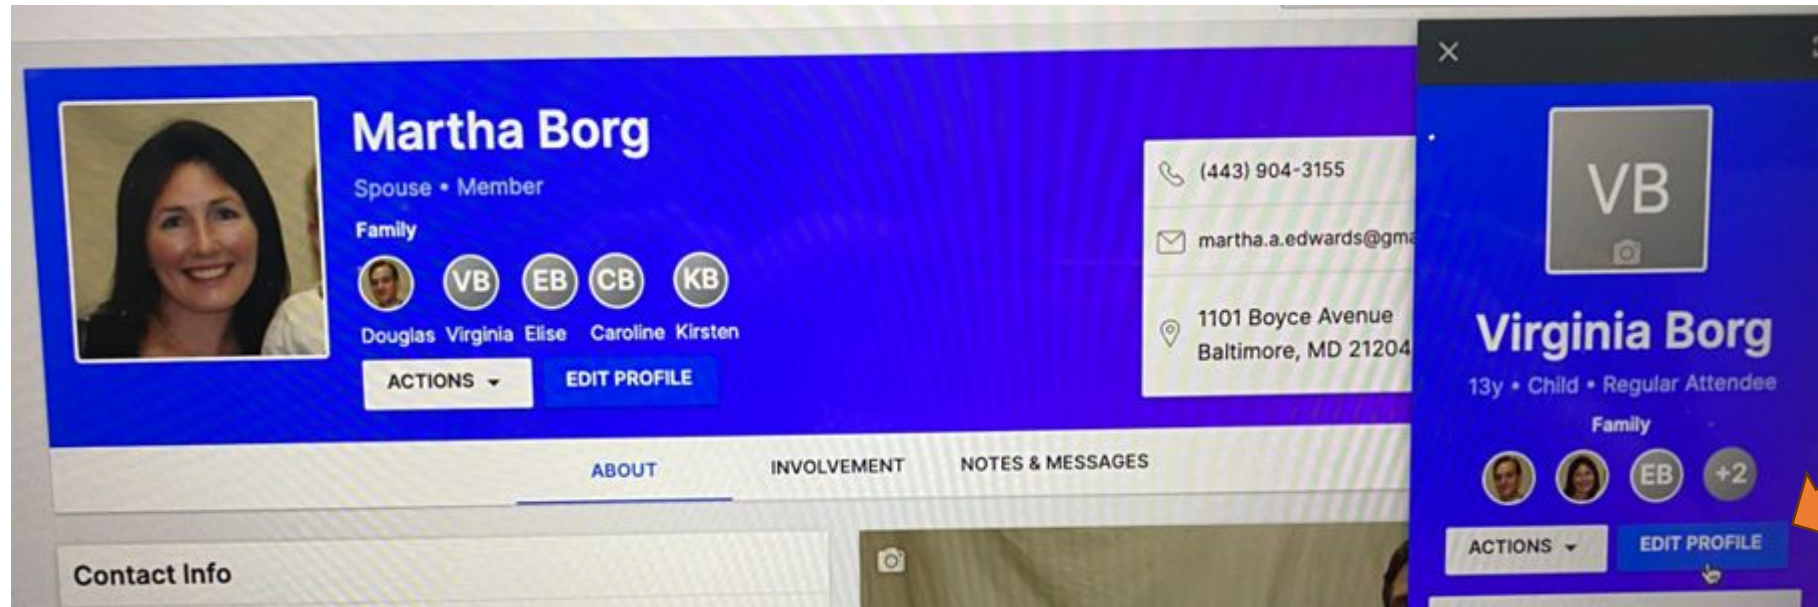 Martha Borg
Spouse • Member
Family
VB EB CB KB
Douglas Virginia Elise Caroline Kirsten
ACTIONS EDIT PROFILE
(443) 904-3155
martha.a.edwards@gma
1101 Boyce Avenue
Baltimore, MD 21204
ABOUT INVOLVEMENT NOTES & MESSAGES
Contact Info
VB
Virginia Borg
13y • Child • Regular Attendee
Family
EB +2
ACTIONS EDIT PROFILE